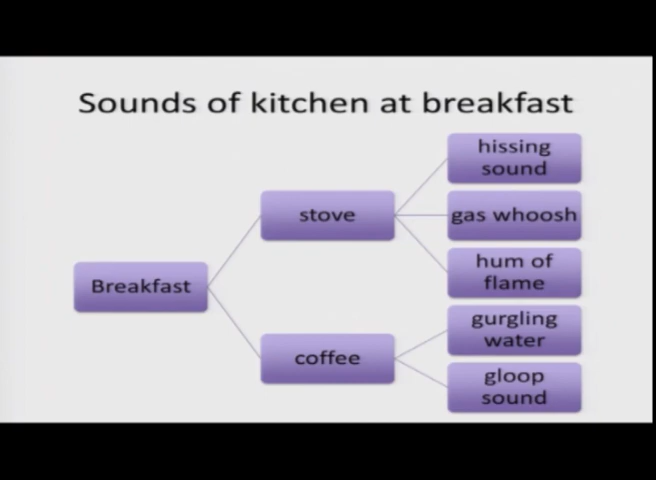 Sounds of kitchen at breakfast
hissing
sound
stove
gas whoosh
hum of
flame
Breakfast
gurgling
water
coffee
gloop
sound